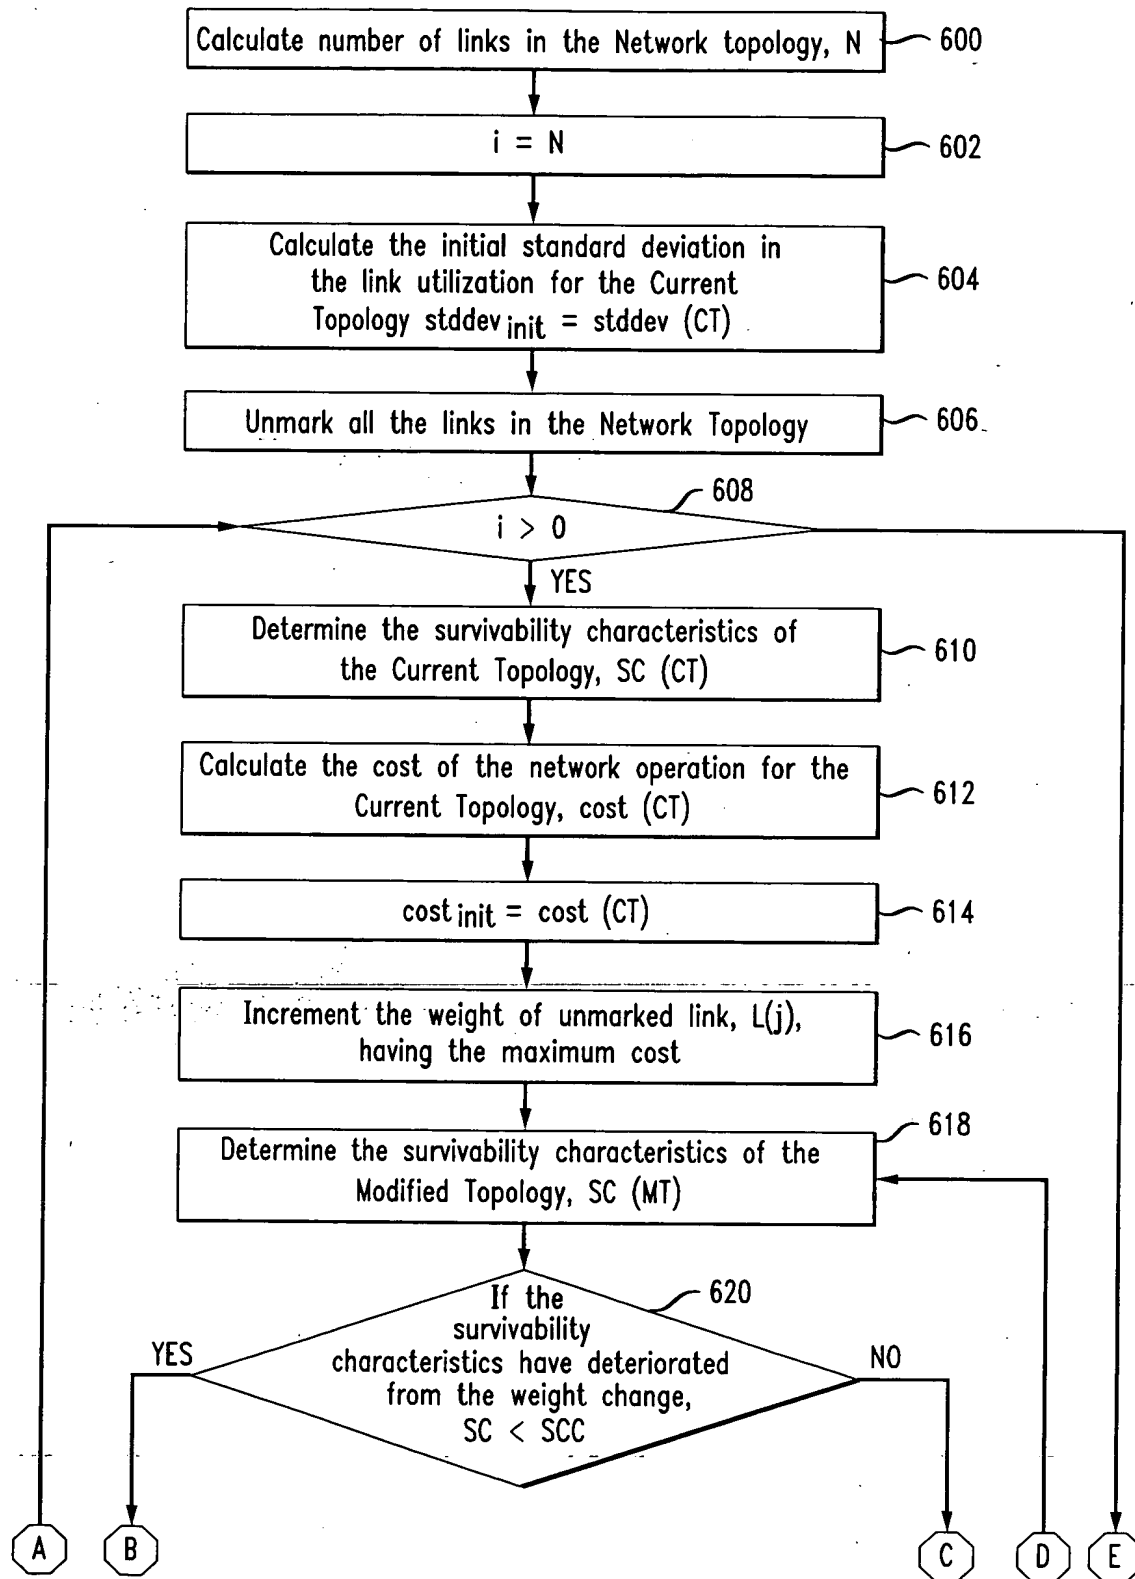 Calculate number of links in the Network topology, N
600
i = N
602
Calculate the initial standard deviation in
the link utilization for the Current
Topology stddev init = stddev (CT)
604
Unmark all the links in the Network Topology
606
608
i > 0
YES
Determine the survivability characteristics of
the Current Topology, SC (CT)
610
Calculate the cost of the network operation for the
Current Topology, cost (CT)
612
cost init = cost (CT)
614
Increment the weight of unmarked link, L(j),
having the maximum cost
616
618
Determine the survivability characteristics of the
Modified Topology, SC (MT)
620
If the
survivability
characteristics have deteriorated
from the weight change,
SC < SCC
YES
NO
A
B
C
D
E